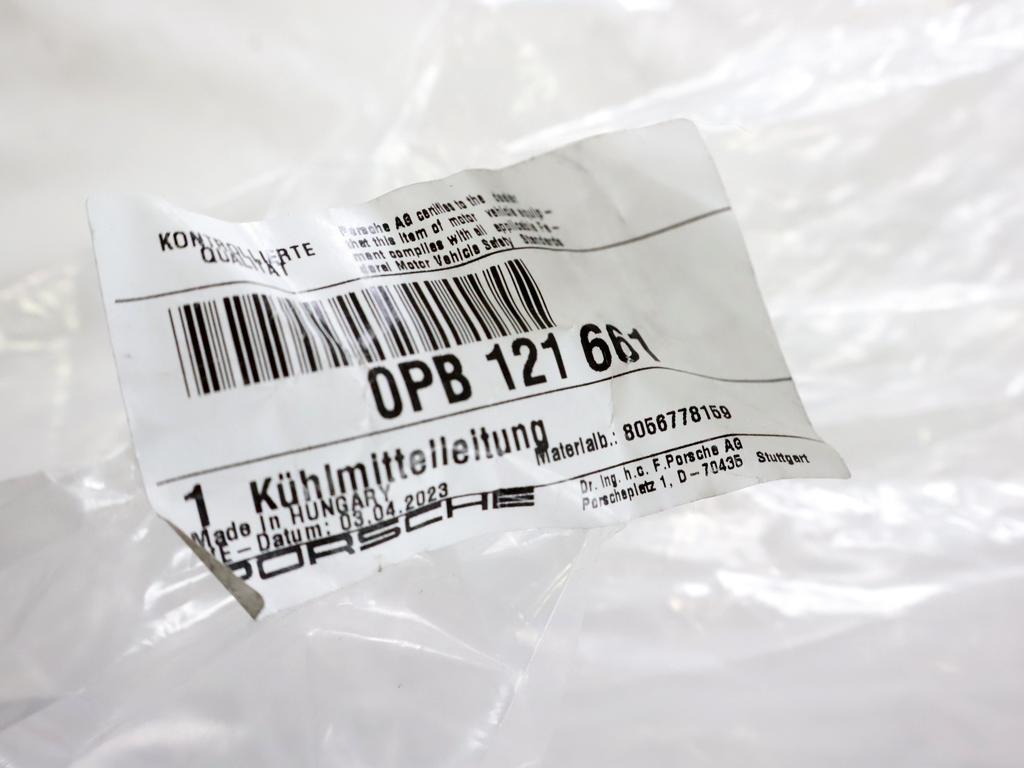 KONTROLLIERTE
QUALITÄT
Porsche AG certifies to the dealer
that this item of motor vehicle equip-
ment complies with all applicable Fe-
deral Motor Vehicle Safety Standards
0PB 121 661
1 Kühlmittelleitung
Materialb.: 8056778159
Made in HUNGARY
WE-Datum: 03.04.2023
PORSCHE
Dr. Ing. h.c. F.Porsche AG
Porscheplatz 1, D-70435 Stuttgart